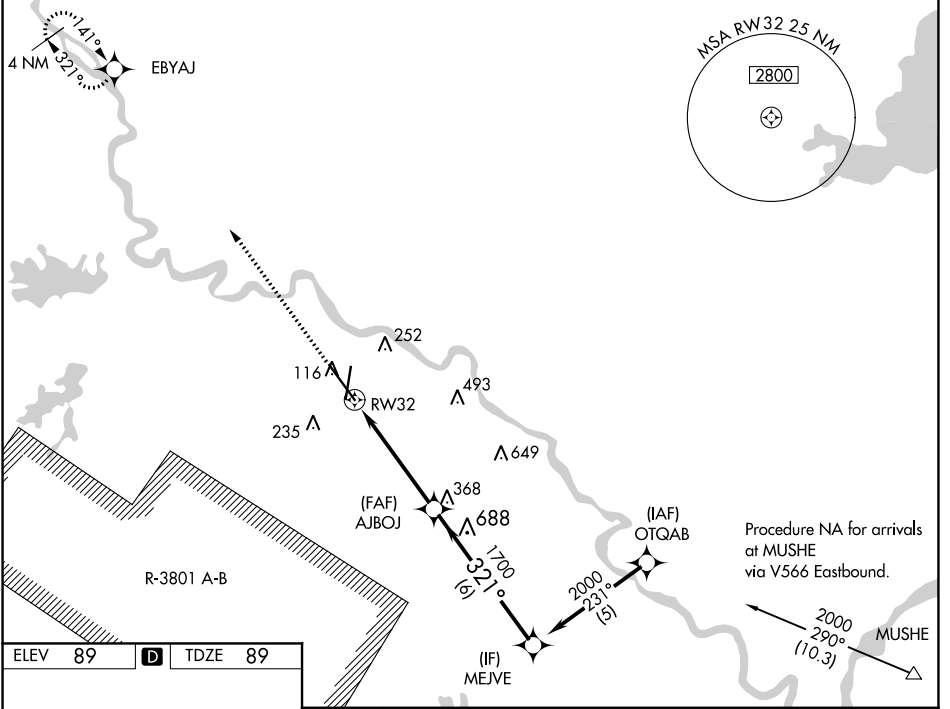 141°
321°
4 NM
EBYAJ
MSA RW32 25 NM
2800
252
116
RW32
493
235
649
(FAF)
AJBOJ
368
688
1700
321°
(6)
(IAF)
OTQAB
2000
231°
(5)
(IF)
MEJVE
Procedure NA for arrivals
at MUSHE
via V566 Eastbound.
2000
290°
(10.3)
MUSHE
R-3801 A-B
ELEV 89 D TDZE 89